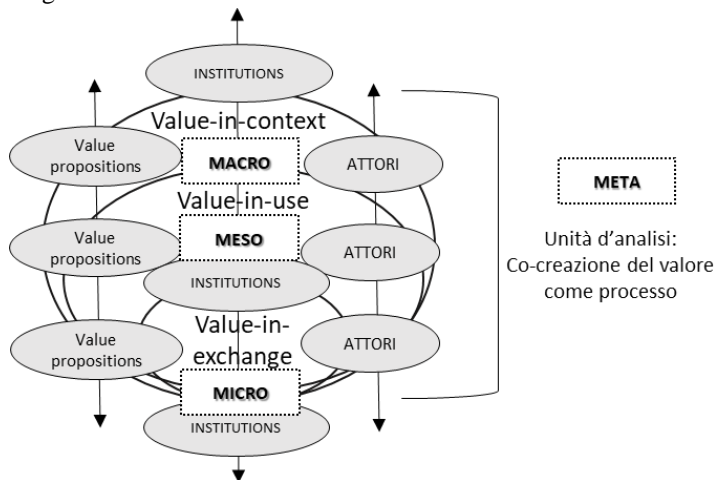 INSTITUTIONS
Value-in-context
Value
propositions
MACRO
ATTORI
META
Value-in-use
Value
propositions
MESO
ATTORI
Unità d'analisi:
Co-creazione del valore
come processo
INSTITUTIONS
Value-in-
exchange
Value
propositions
ATTORI
MICRO
INSTITUTIONS